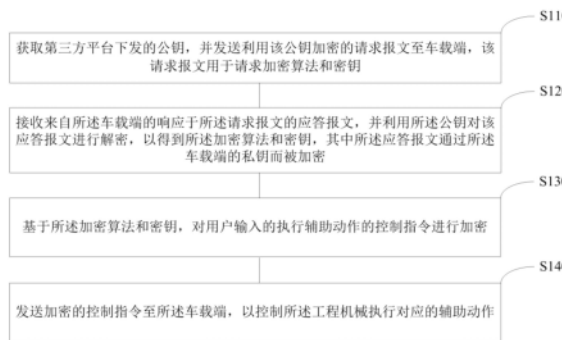 S110
获取第三方平台下发的公钥，并发送利用该公钥加密的请求报文至车载端，该
请求报文用于请求加密算法和密钥
S120
接收来自所述车载端的响应于所述请求报文的应答报文，并利用所述公钥对该
应答报文进行解密，以得到所述加密算法和密钥，其中所述应答报文通过所述
车载端的私钥而被加密
S130
基于所述加密算法和密钥，对用户输入的执行辅助动作的控制指令进行加密
S140
发送加密的控制指令至所述车载端，以控制所述工程机械执行对应的辅助动作